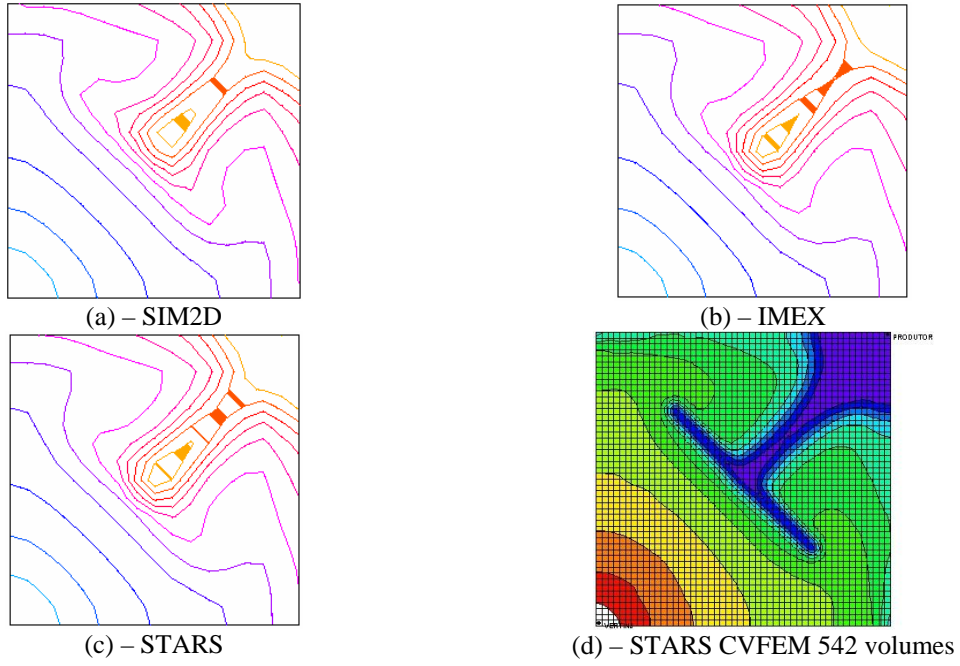 (a) – SIM2D
(b) – IMEX
PRODUTOR
(c) – STARS
(d) – STARS CVFEM 542 volumes